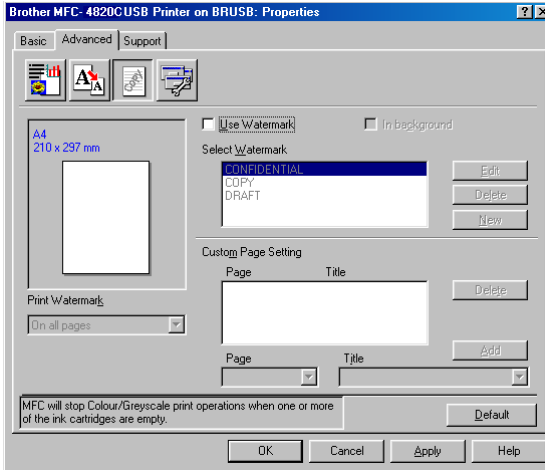 Brother MFC- 4820C USB Printer on BRUSB: Properties
Basic Advanced Support
Copy
A4
210 x 297 mm
Use Watermark In background
Select Watermark
CONFIDENTIAL
COPY
DRAFT
Edit
Delete
New
Print Watermark
On all pages
Custom Page Setting
Page Title
Delete
Add
Page Title
MFC will stop Colour/Greyscale print operations when one or more
of the ink cartridges are empty.
Default
OK Cancel Apply Help